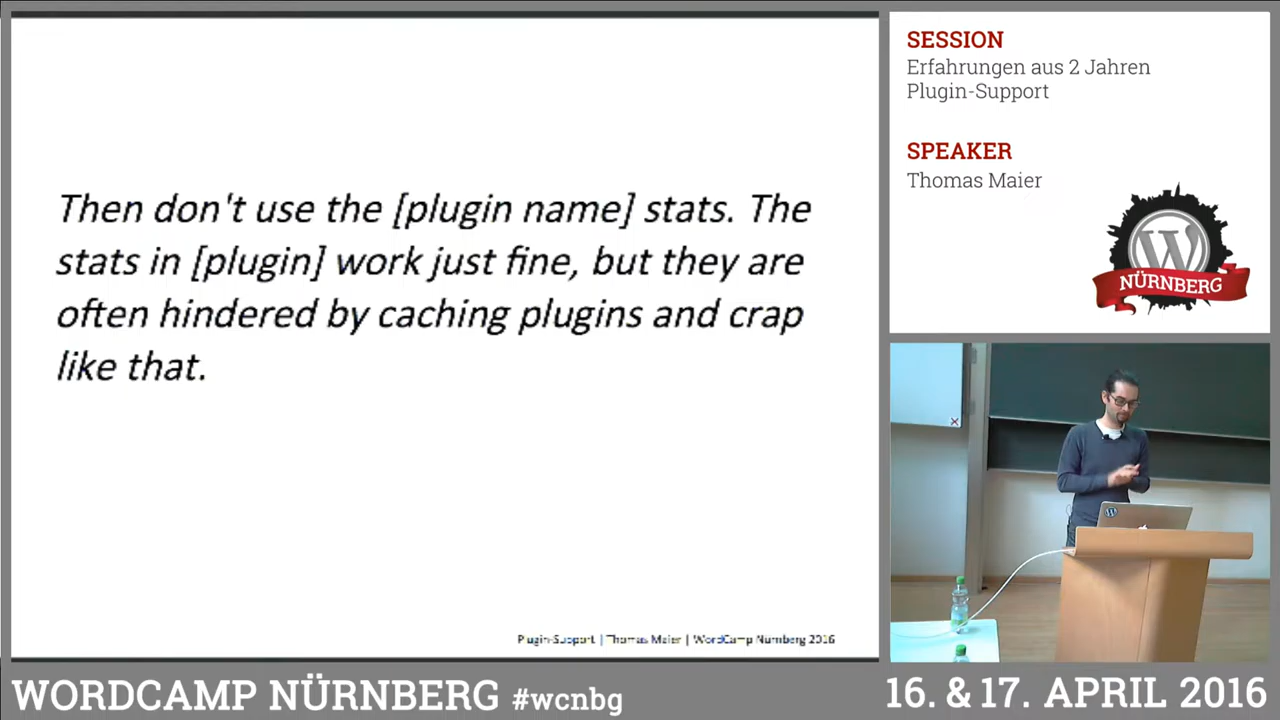 Then don't use the [plugin name] stats. The
stats in [plugin] work just fine, but they are
often hindered by caching plugins and crap
like that.
Plugin-Support | Thomas Maier | WordCamp Nürnberg 2016
SESSION
Erfahrungen aus 2 Jahren
Plugin-Support
SPEAKER
Thomas Maier
NÜRNBERG
WORDCAMP NÜRNBERG #wcnbg
16. & 17. APRIL 2016